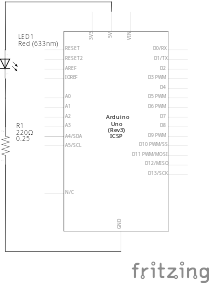 3V3 5V VIN
LED1
Red (633nm)
RESET
RESET2
AREF
IOREF
A0
A1
A2
A3
A4/SDA
A5/SCL
N/C
R1
220Ω
0.25
Arduino
Uno
(Rev3)
ICSP
D0/RX
D1/TX
D2
D3 PWM
D4
D5 PWM
D6 PWM
D7
D8
D9 PWM
D10 PWM/SS
D11 PWM/MOSI
D12/MISO
D13/SCK
GND
fritzing